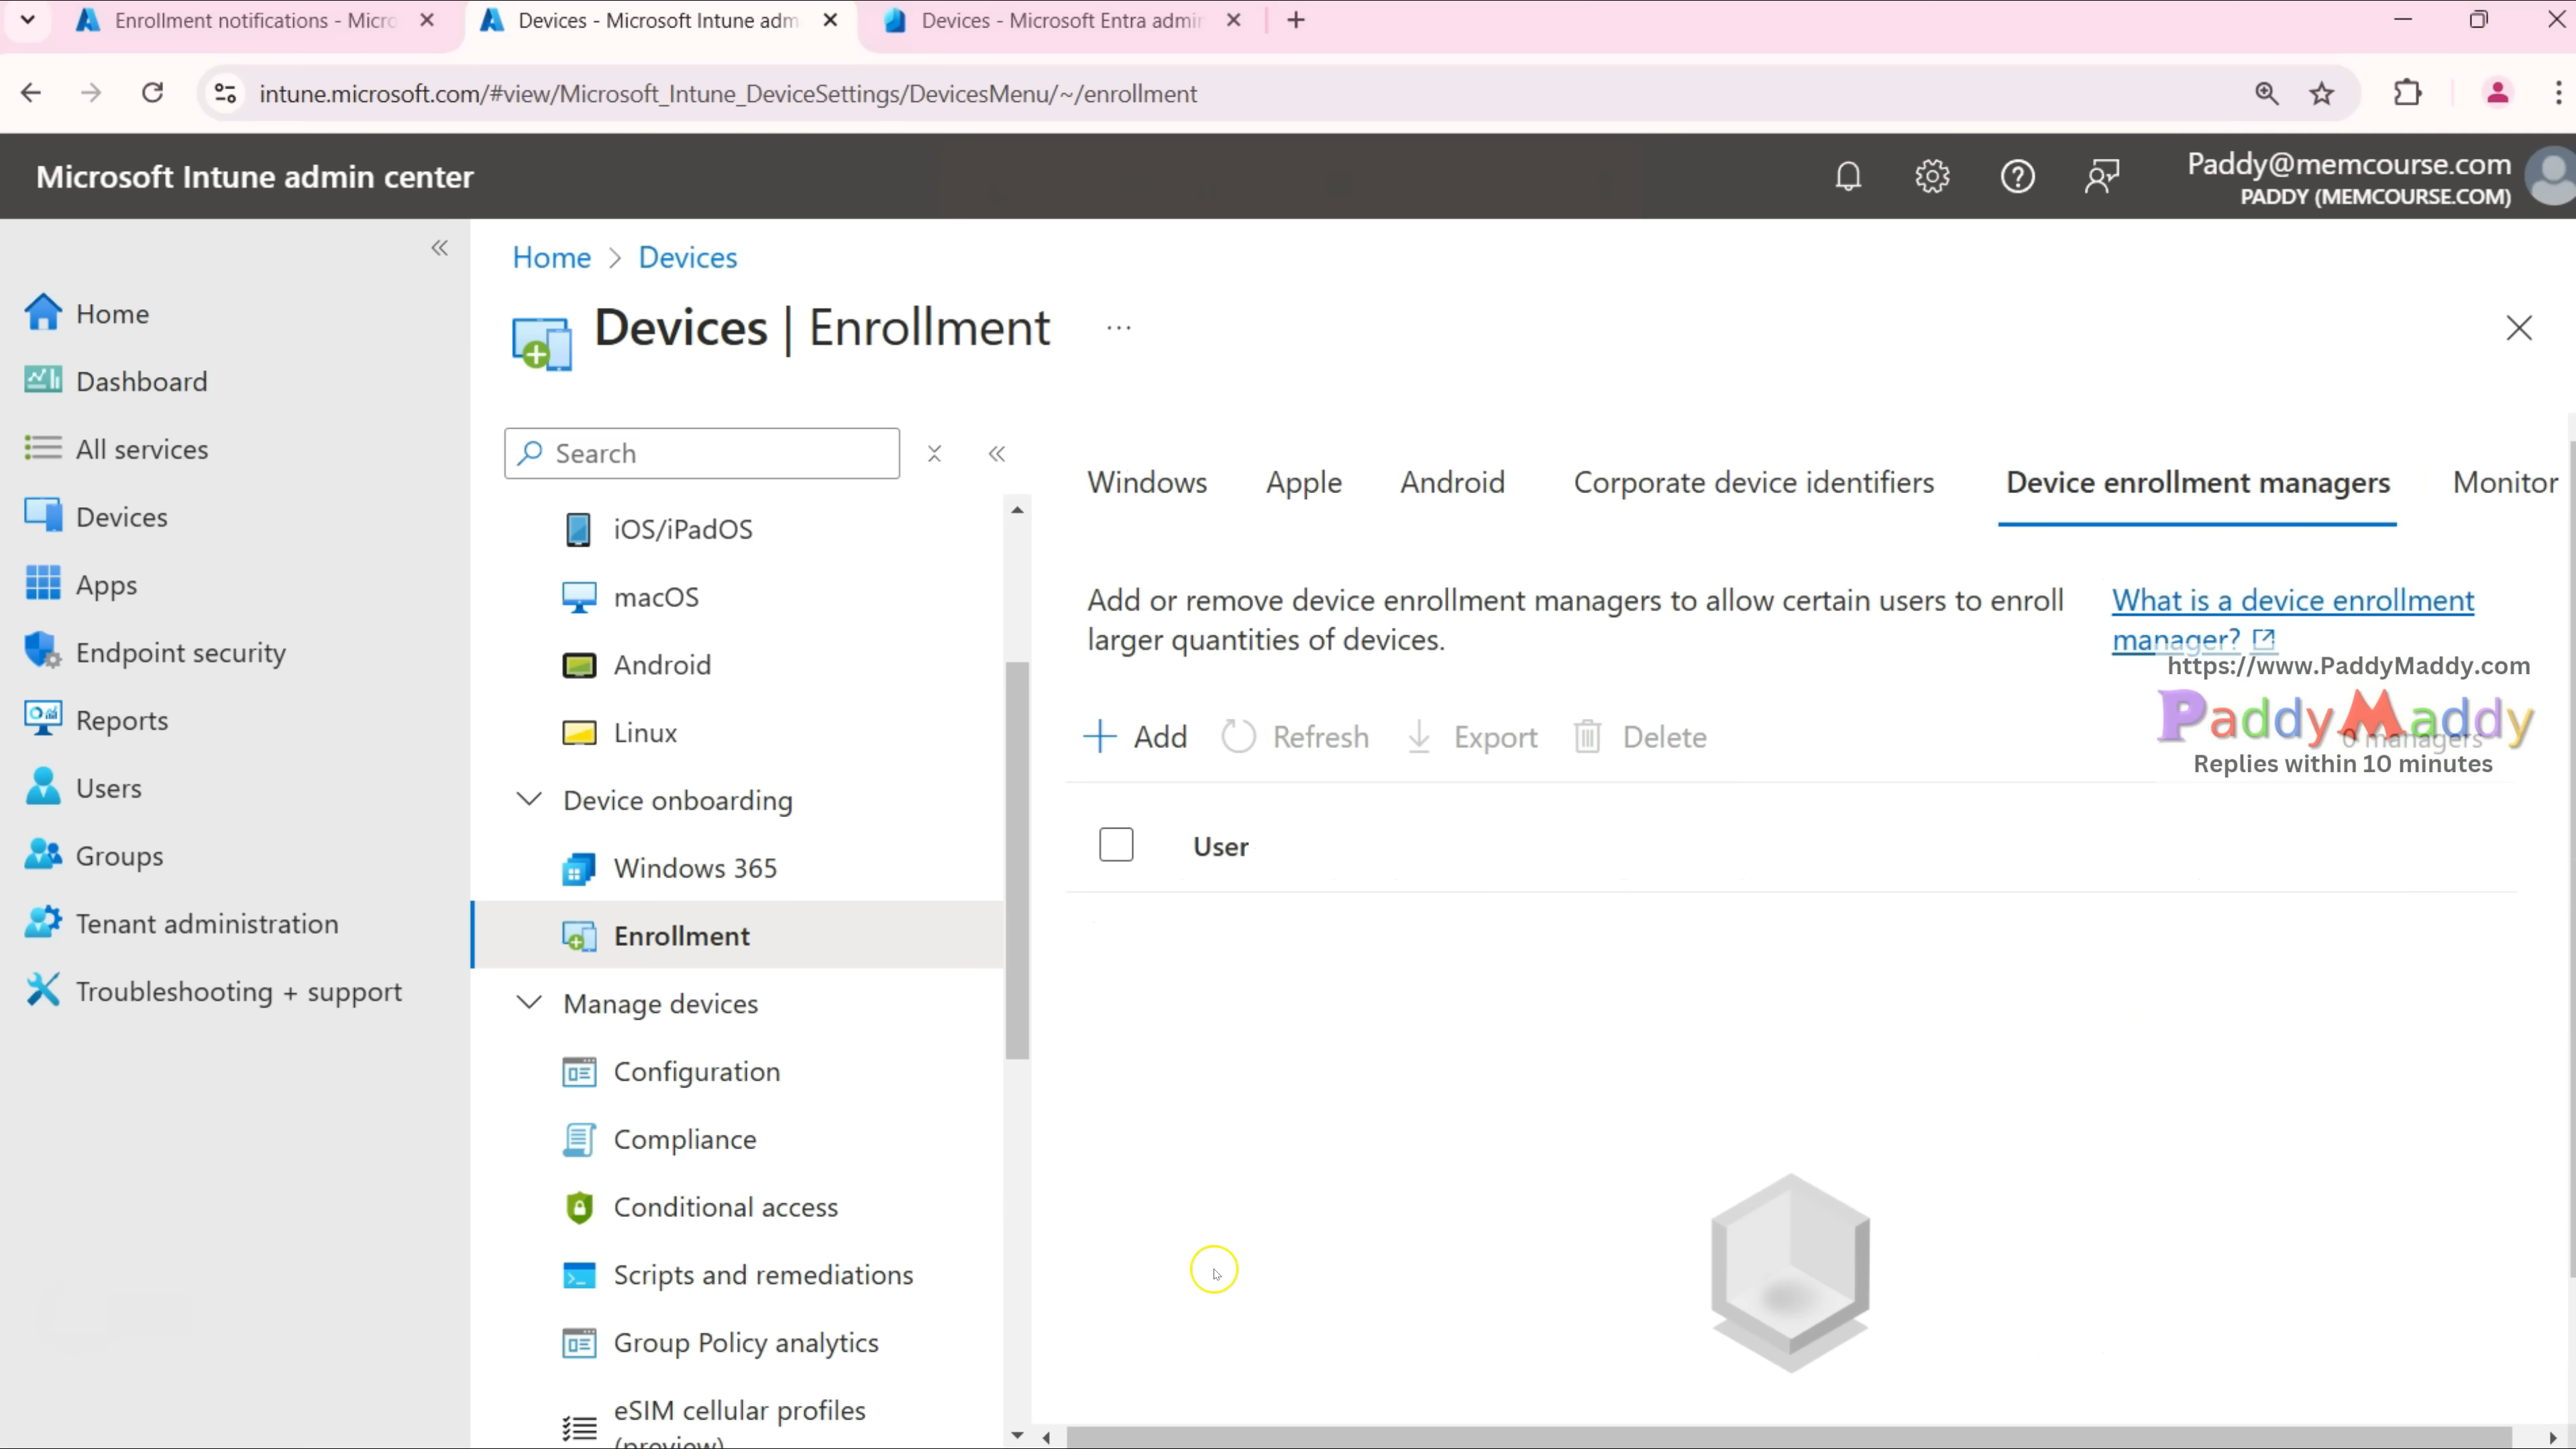 Enrollment notifications - Micro
Devices - Microsoft Intune adm
Devices - Microsoft Entra admin
intune.microsoft.com/#view/Microsoft_Intune_DeviceSettings/DevicesMenu/~/enrollment
Microsoft Intune admin center
Paddy@memcourse.com
PADDY (MEMCOURSE.COM)
Home
Dashboard
All services
Devices
Apps
Endpoint security
Reports
Users
Groups
Tenant administration
Troubleshooting + support
Home > Devices
Devices | Enrollment
Search
iOS/iPadOS
macOS
Android
Linux
Device onboarding
Windows 365
Enrollment
Manage devices
Configuration
Compliance
Conditional access
Scripts and remediations
Group Policy analytics
eSIM cellular profiles
(preview)
Windows Apple Android Corporate device identifiers Device enrollment managers Monitor
Add or remove device enrollment managers to allow certain users to enroll
larger quantities of devices.
What is a device enrollment
manager?
https://www.PaddyMaddy.com
PaddyMaddy
Replies within 10 minutes
Add Refresh Export Delete
0 managers
User